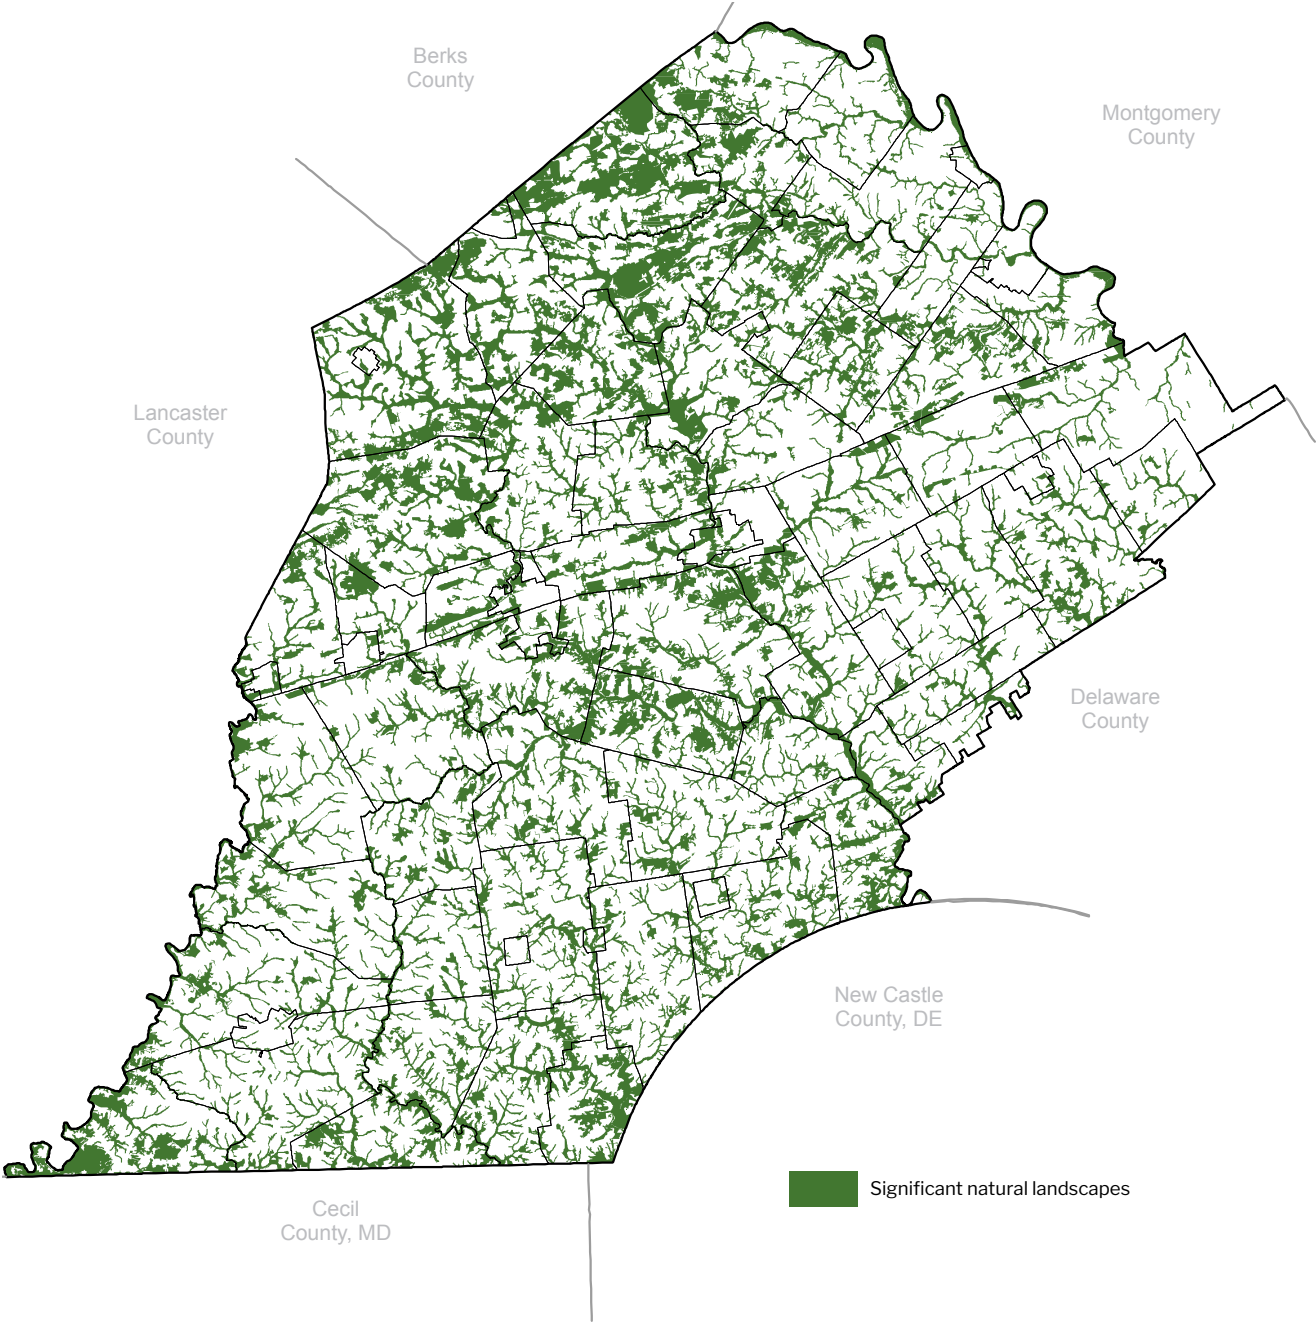 Berks
County
Montgomery
County
Lancaster
County
Delaware
County
New Castle
County, DE
Significant natural landscapes
Cecil
County, MD